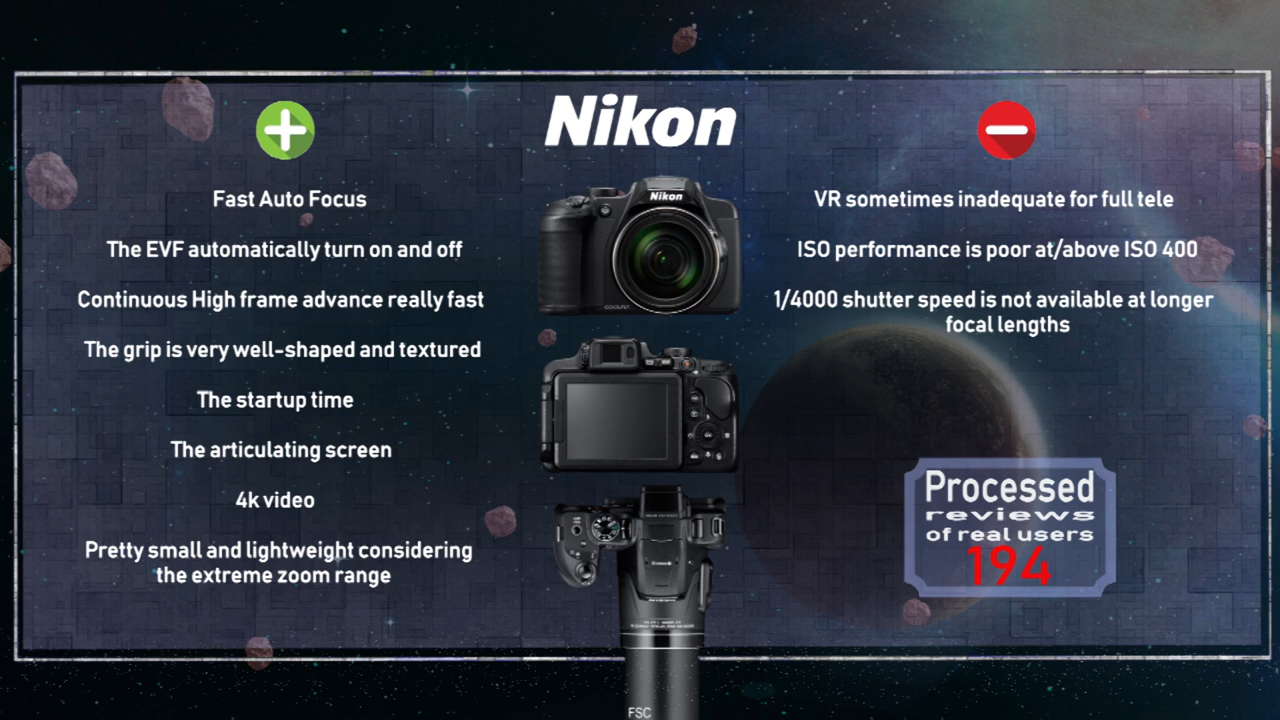 Nikon
Fast Auto Focus
The EVF automatically turn on and off
Continuous High frame advance really fast
The grip is very well-shaped and textured
The startup time
The articulating screen
4k video
Pretty small and lightweight considering
the extreme zoom range
Nikon
COOLPIX
VR sometimes inadequate for full tele
ISO performance is poor at/above ISO 400
1/4000 shutter speed is not available at longer
focal lengths
Processed
reviews
of real users
194
FSC